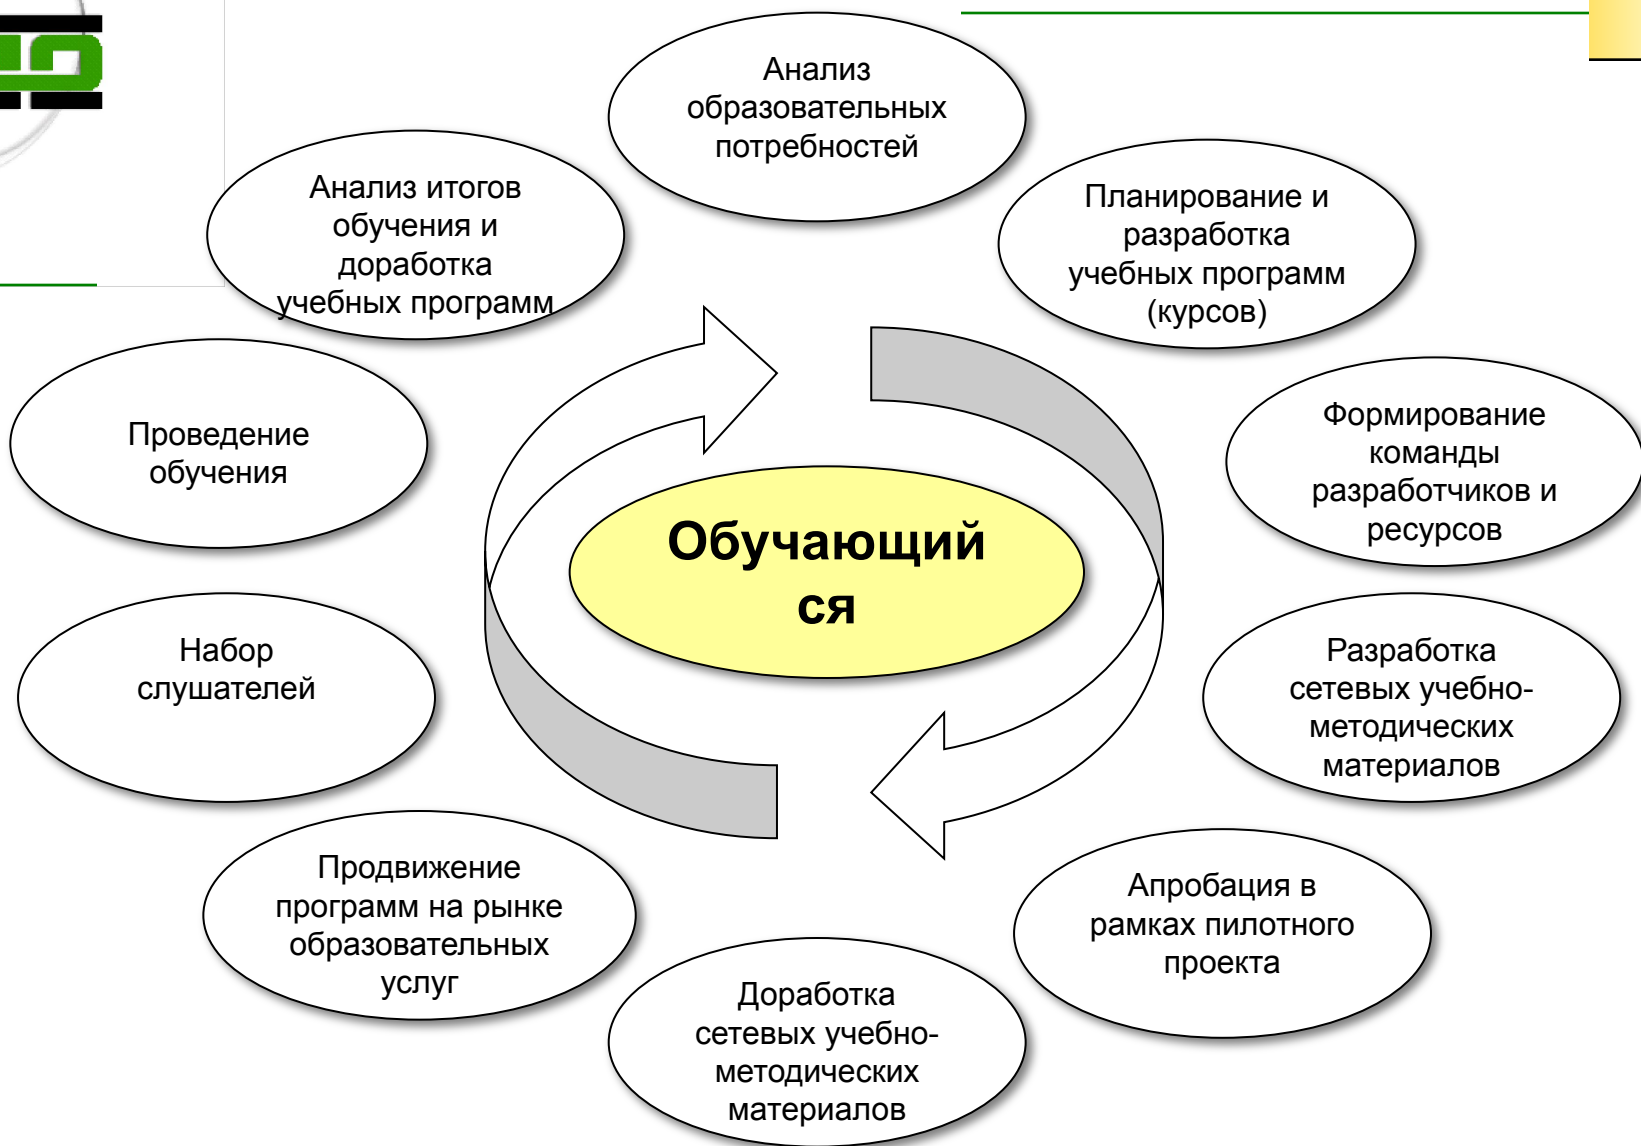 Анализ
образовательных
потребностей
Планирование и
разработка
учебных программ
(курсов)
Формирование
команды
разработчиков и
ресурсов
Разработка
сетевых учебно-
методических
материалов
Апробация в
рамках пилотного
проекта
Доработка
сетевых учебно-
методических
материалов
Продвижение
программ на рынке
образовательных
услуг
Набор
слушателей
Проведение
обучения
Анализ итогов
обучения и
доработка
учебных программ
Обучающий
ся